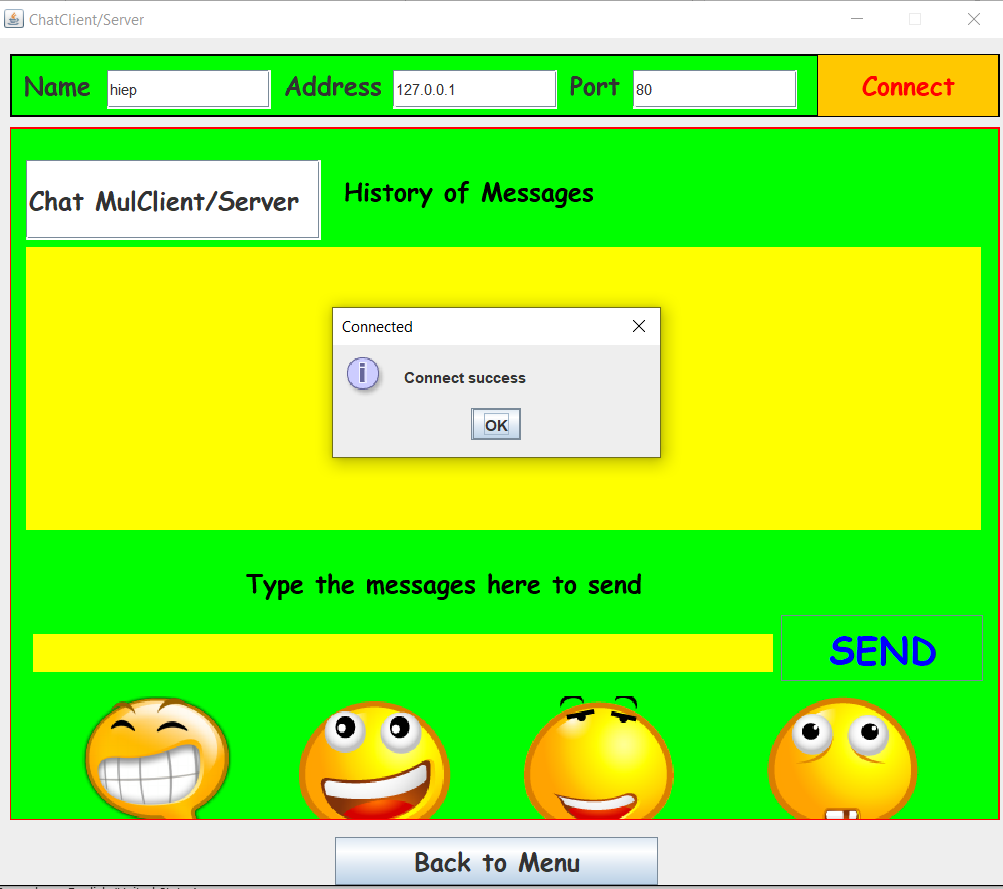 ChatClient/Server
Name hiep Address 127.0.0.1 Port 80 Connect
Chat MulClient/Server
History of Messages
Connected
Connect success
OK
Type the messages here to send
SEND
Back to Menu